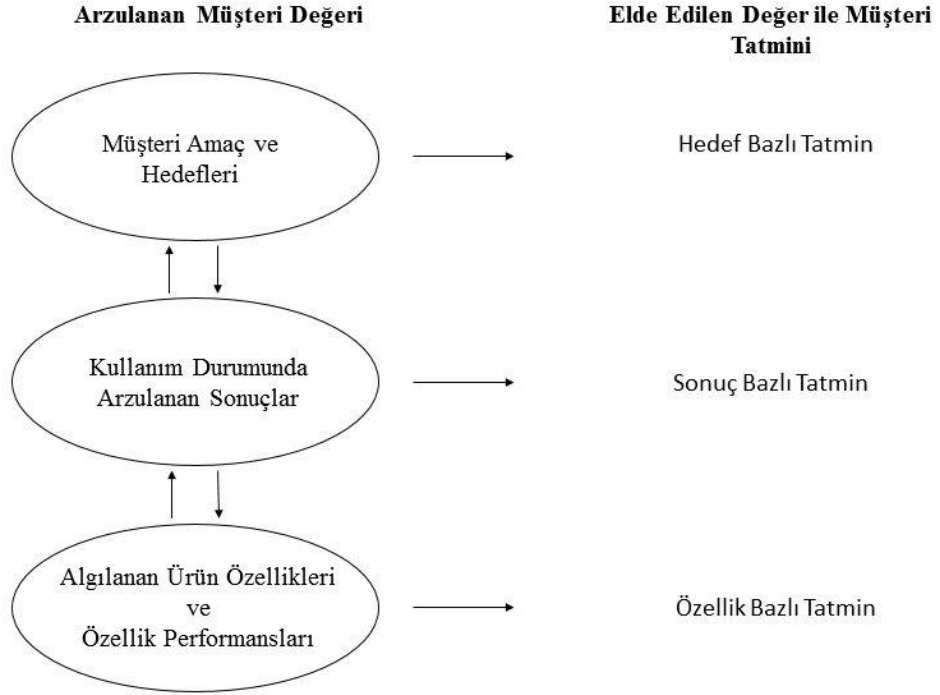 Arzulanan Müşteri Değeri
Elde Edilen Değer ile Müşteri
Tatmini
Müşteri Amaç ve
Hedefleri
Hedef Bazlı Tatmin
Kullanım Durumunda
Arzulanan Sonuçlar
Sonuç Bazlı Tatmin
Algılanan Ürün Özellikleri
ve
Özellik Performansları
Özellik Bazlı Tatmin